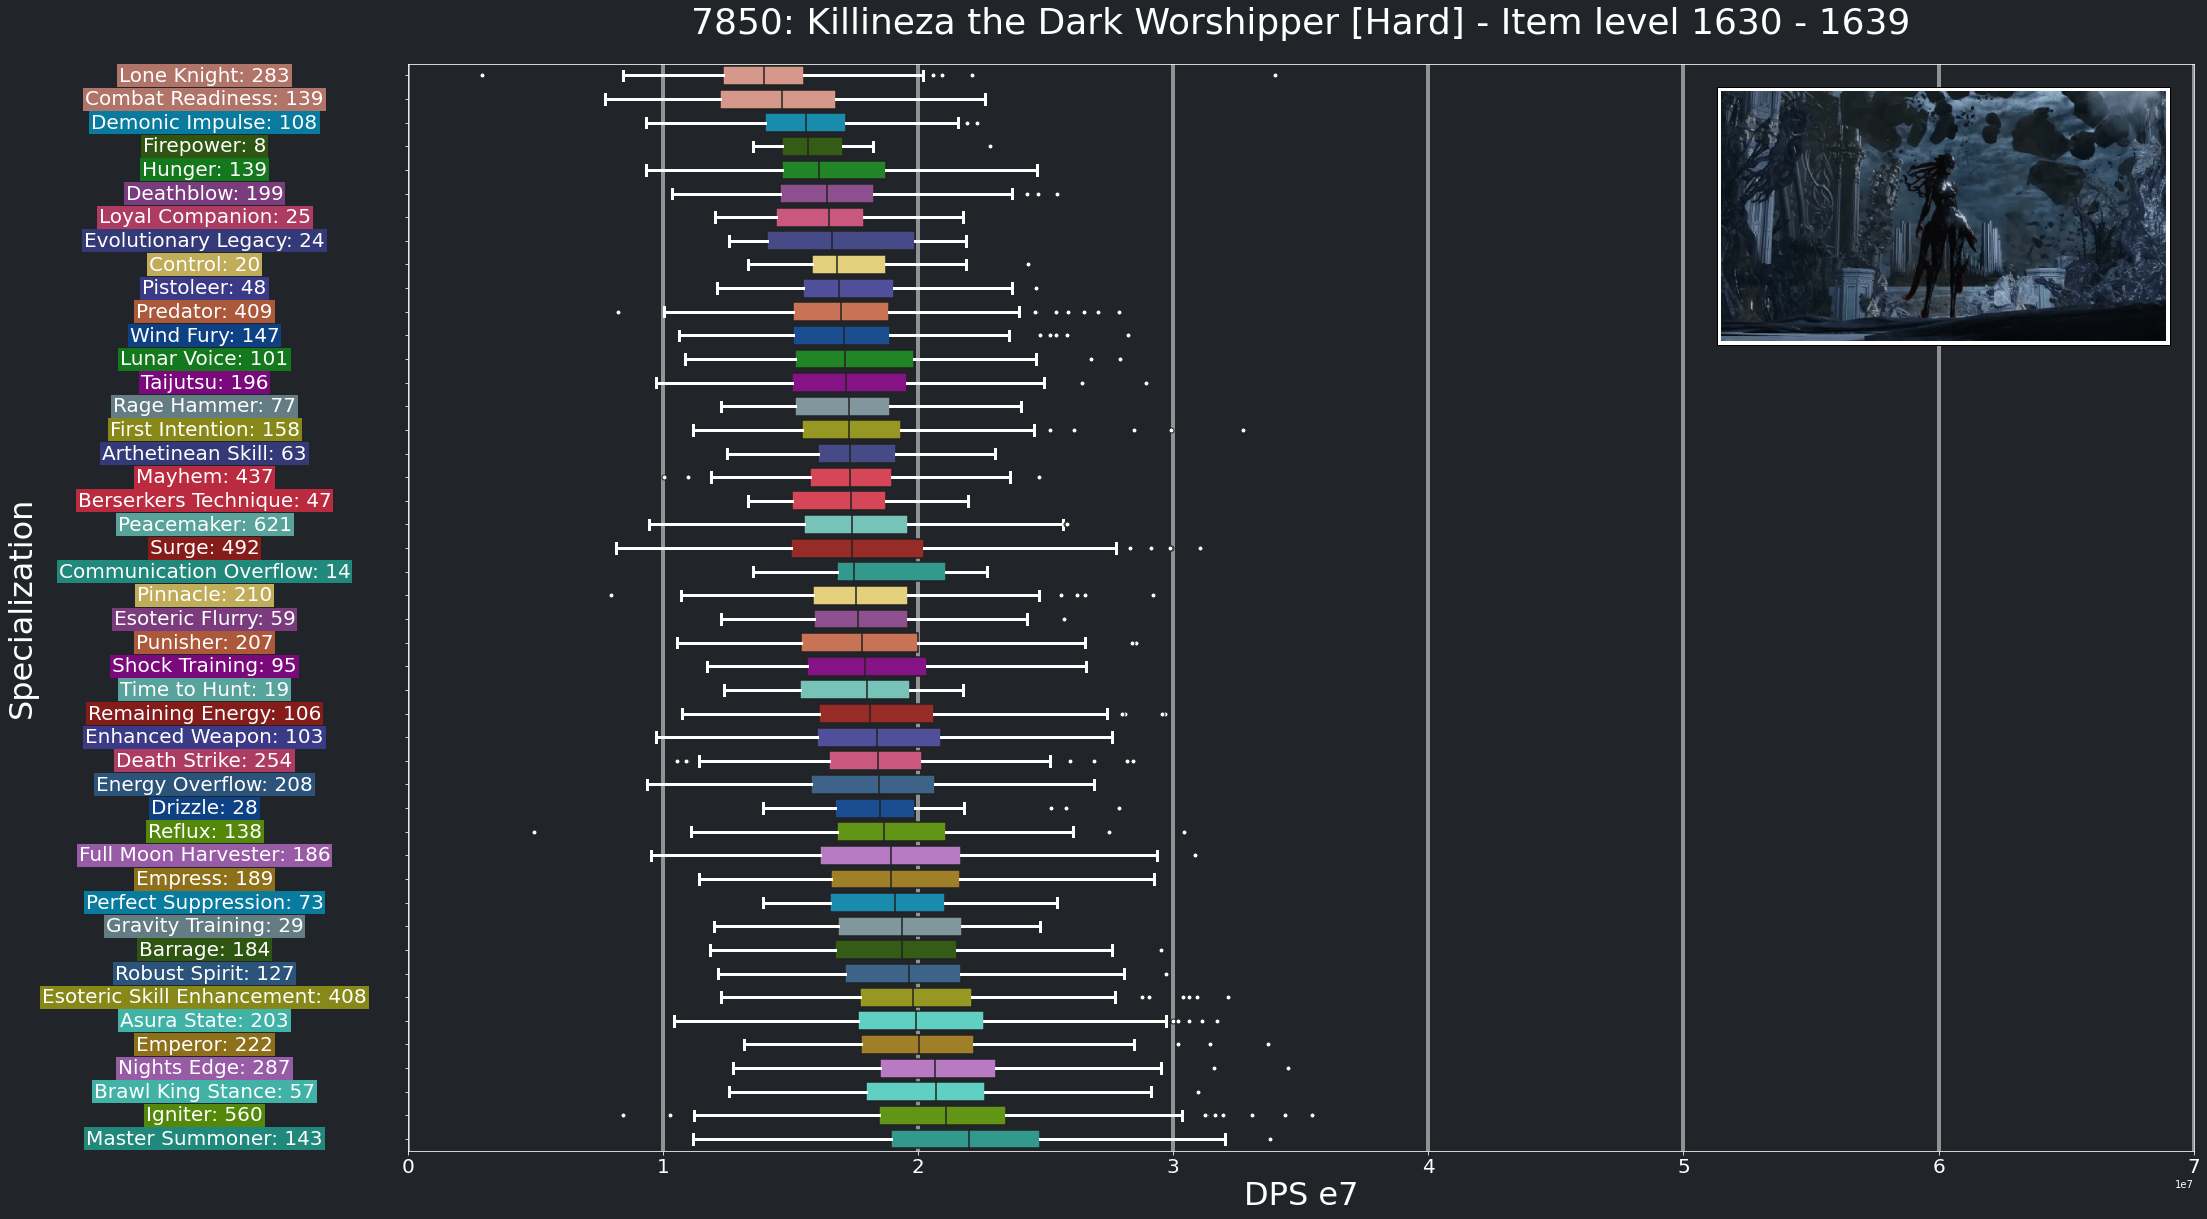 7850: Killineza the Dark Worshipper [Hard] - Item level 1630 - 1639
Specialization
Lone Knight: 283
Combat Readiness: 139
Demonic Impulse: 108
Firepower: 8
Hunger: 139
Deathblow: 199
Loyal Companion: 25
Evolutionary Legacy: 24
Control: 20
Pistoleer: 48
Predator: 409
Wind Fury: 147
Lunar Voice: 101
Taijutsu: 196
Rage Hammer: 77
First Intention: 158
Arthetinean Skill: 63
Mayhem: 437
Berserkers Technique: 47
Peacemaker: 621
Surge: 492
Communication Overflow: 14
Pinnacle: 210
Esoteric Flurry: 59
Punisher: 207
Shock Training: 95
Time to Hunt: 19
Remaining Energy: 106
Enhanced Weapon: 103
Death Strike: 254
Energy Overflow: 208
Drizzle: 28
Reflux: 138
Full Moon Harvester: 186
Empress: 189
Perfect Suppression: 73
Gravity Training: 29
Barrage: 184
Robust Spirit: 127
Esoteric Skill Enhancement: 408
Asura State: 203
Emperor: 222
Nights Edge: 287
Brawl King Stance: 57
Igniter: 560
Master Summoner: 143
0 1 2 3 4 5 6 7
1e7
DPS e7